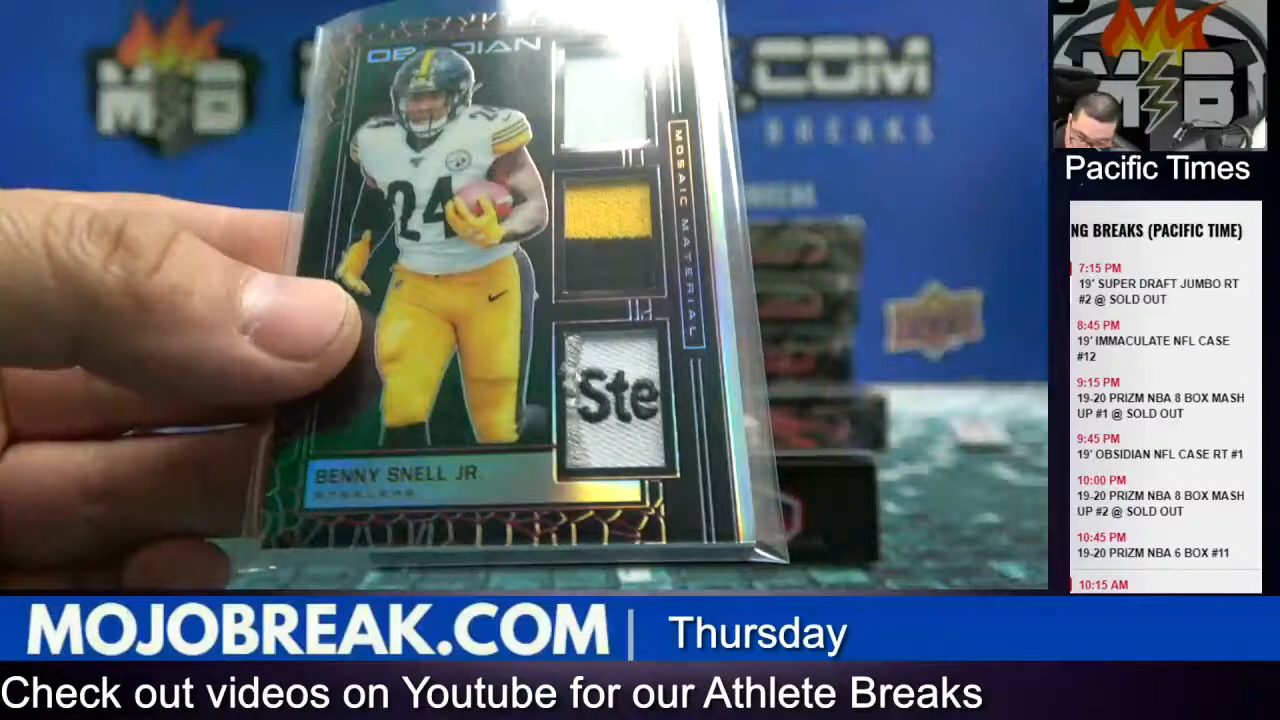 OBSIDIAN
.COM
BREAKS
24
24
MOSAIC MATERIAL
Ste
BENNY SNELL JR.
STEELERS
Pacific Times
NG BREAKS (PACIFIC TIME)
7:15 PM
19' SUPER DRAFT JUMBO RT
#2 @ SOLD OUT
8:45 PM
19' IMMACULATE NFL CASE
#12
9:15 PM
19-20 PRIZM NBA 8 BOX MASH
UP #1 @ SOLD OUT
9:45 PM
19' OBSIDIAN NFL CASE RT #1
10:00 PM
19-20 PRIZM NBA 8 BOX MASH
UP #2 @ SOLD OUT
10:45 PM
19-20 PRIZM NBA 6 BOX #11
10:15 AM
MOJOBREAK.COM
Thursday
Check out videos on Youtube for our Athlete Breaks